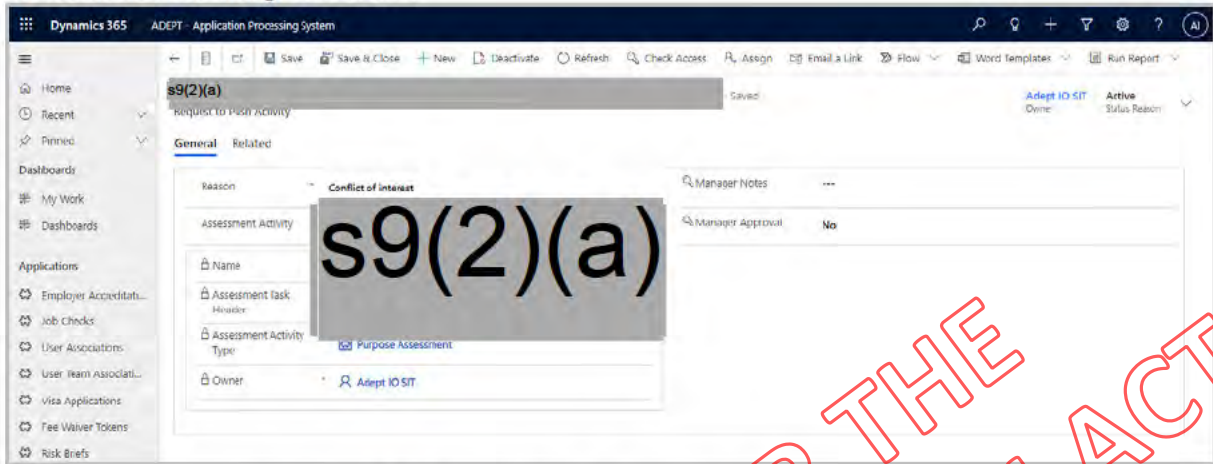 Dynamics 365 ADEPT - Application Processing System AI
Save Save & Close + New Deactivate Refresh Check Access Assign Email a Link Flow Word Templates Run Report
Home
Recent
Pinned
Dashboards
My Work
Dashboards
Applications
Employer Accreditati...
Job Checks
User Associations
User Team Associati...
Visa Applications
Fee Waiver Tokens
Risk Briefs
s9(2)(a)
Saved
Request to Push Activity
Adept IO SIT
Owner
Active
Status Reason
General Related
Reason * Conflict of interest
Assessment Activity
s9(2)(a)
Name
Assessment Task
Header
Assessment Activity
Type
Purpose Assessment
Owner * Adept IO SIT
Manager Notes ---
Manager Approval No
THE
ACT